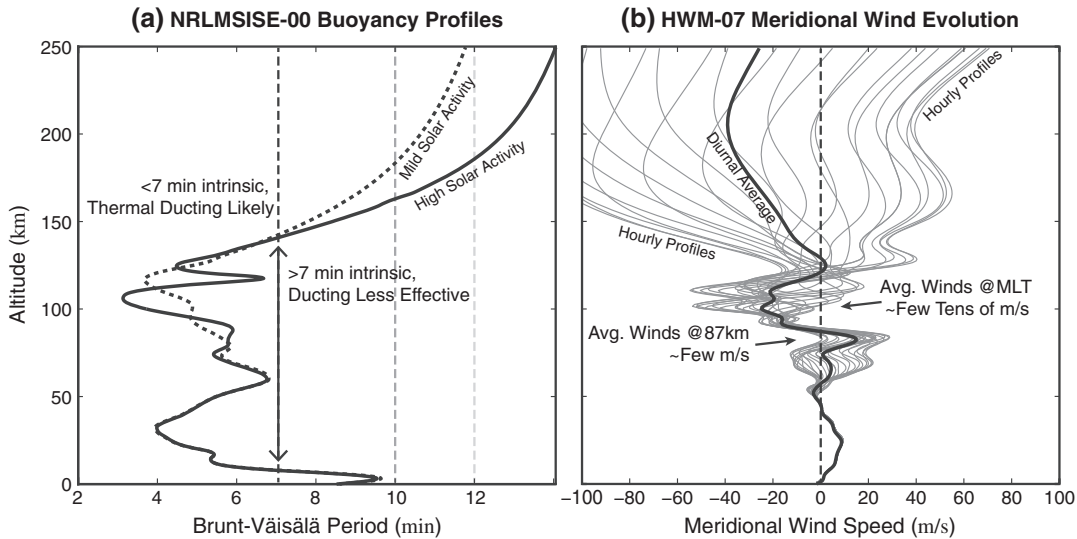 (a) NRLMSISE-00 Buoyancy Profiles
250
200
150
100
50
0
Altitude (km)
2
4
6
8
10
12
Brunt-Väisälä Period (min)
<7 min intrinsic,
Thermal Ducting Likely
>7 min intrinsic,
Ducting Less Effective
Mild Solar Activity
High Solar Activity
(b) HWM-07 Meridional Wind Evolution
Hourly Profiles
Diurnal Average
Hourly Profiles
Avg. Winds @MLT
~Few Tens of m/s
Avg. Winds @87km
~Few m/s
−100
−80
−60
−40
−20
0
20
40
60
80
100
Meridional Wind Speed (m/s)